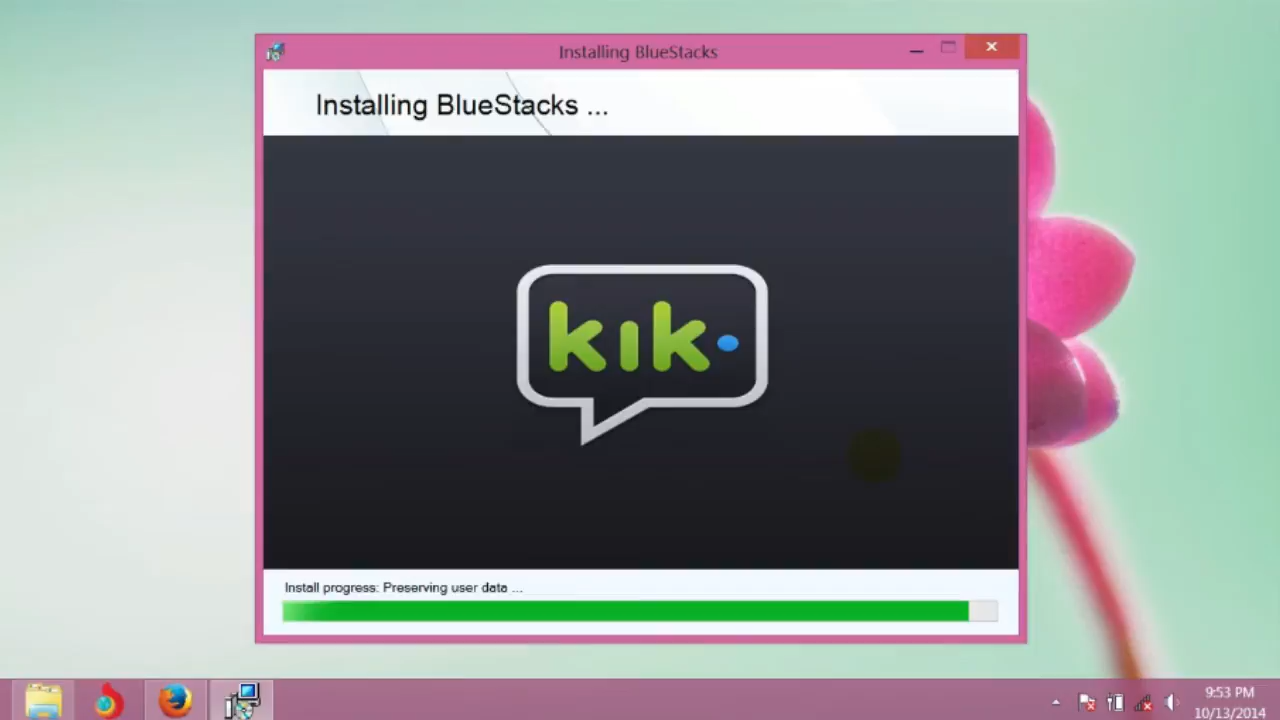 Installing BlueStacks
Installing BlueStacks ...
kik
Install progress: Preserving user data ...
9:53 PM
10/13/2014